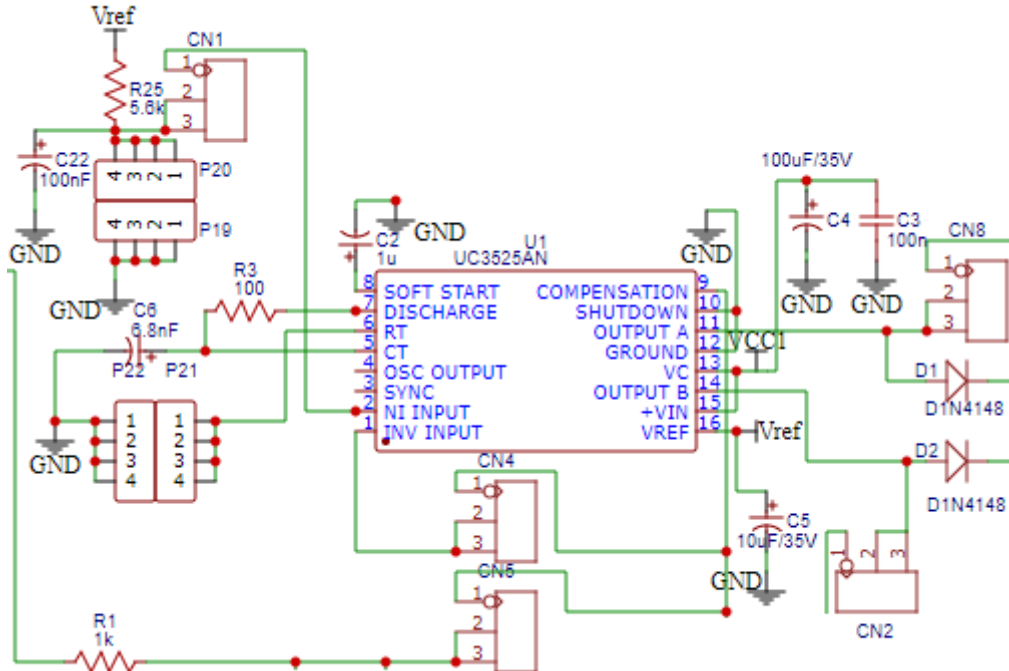 Vref
CN1
1
2
3
R25
5.6k
C22
100nF
4 3 2 1
P20
4 3 2 1
P19
GND
GND
C2
1u
GND
R3
100
C6
6.8nF
P22
P21
1
2
3
4
1
2
3
4
GND
U1
UC3525AN
8 SOFT START
7 DISCHARGE
6 RT
5 CT
4 OSC OUTPUT
3 SYNC
2 NI INPUT
1 INV INPUT
COMPENSATION 9
SHUTDOWN 10
OUTPUT A 11
GROUND 12
VC 13
OUTPUT B 14
+VIN 15
VREF 16
GND
100uF/35V
C4
C3
100n
GND
GND
VCC1
Vref
CN8
1
2
3
D1
D1N4148
D2
D1N4148
C5
10uF/35V
GND
1 2 3
CN2
CN4
1
2
3
CN5
1
2
3
R1
1k